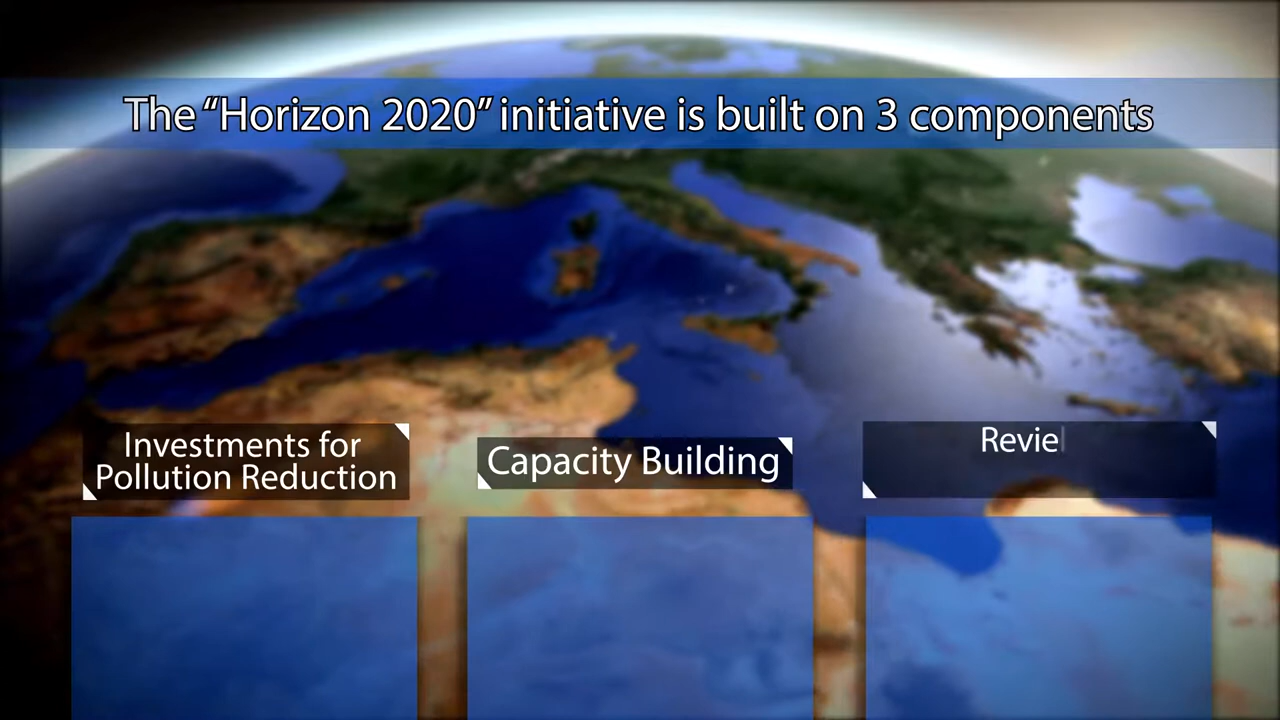 The “Horizon 2020” initiative is built on 3 components
Investments for
Pollution Reduction
Capacity Building
Revie